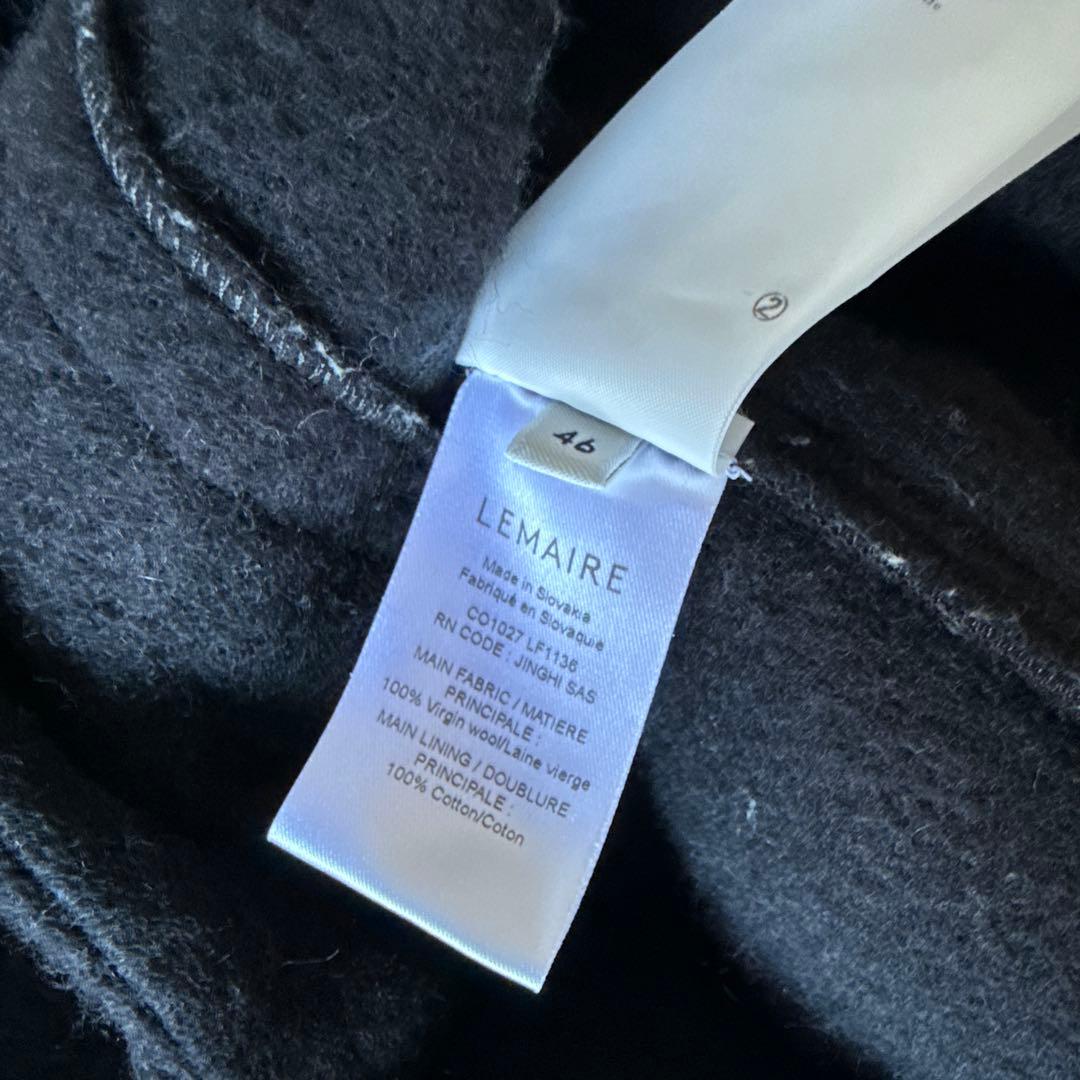 ②
46
LEMAIRE
Made in Slovakia
Fabriqué en Slovaquie
CO1027 LF1136
RN CODE : JINGHI SAS
MAIN FABRIC / MATIERE
PRINCIPALE :
100% Virgin wool/Laine vierge
MAIN LINING / DOUBLURE
PRINCIPALE :
100% Cotton/Coton